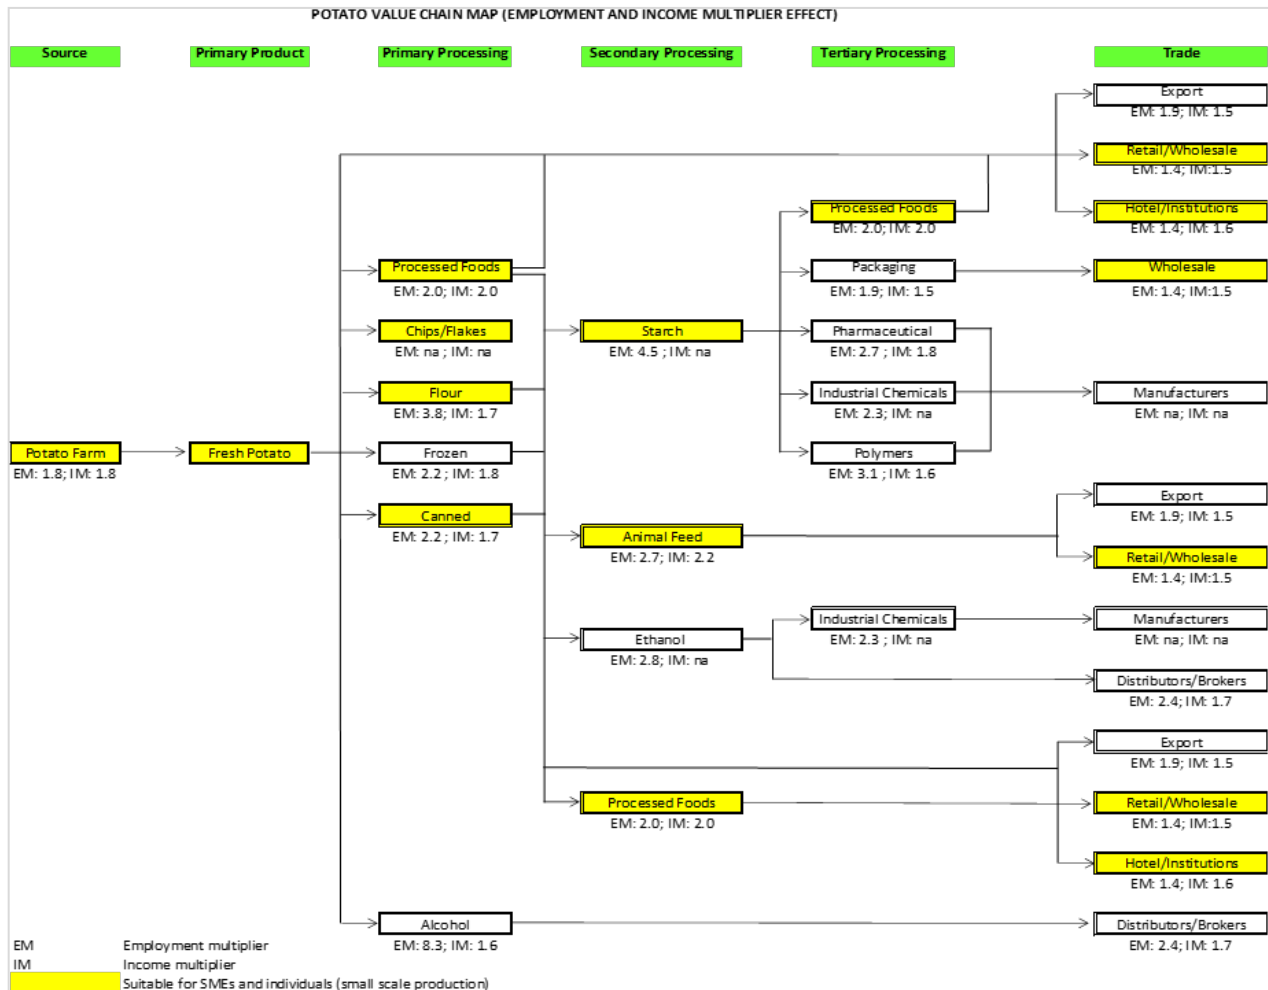 POTATO VALUE CHAIN MAP (EMPLOYMENT AND INCOME MULTIPLIER EFFECT)
Source Primary Product Primary Processing Secondary Processing Tertiary Processing Trade
Export
EM: 1.9; IM: 1.5
Retail/Wholesale
EM: 1.4; IM:1.5
Processed Foods Hotel/Institutions
EM: 2.0; IM: 2.0 EM: 1.4; IM: 1.6
Processed Foods Packaging Wholesale
EM: 2.0; IM: 2.0 EM: 1.9; IM: 1.5 EM: 1.4; IM:1.5
Chips/Flakes Starch Pharmaceutical
EM: na ; IM: na EM: 4.5 ; IM: na EM: 2.7 ; IM: 1.8
Flour Industrial Chemicals Manufacturers
EM: 3.8; IM: 1.7 EM: 2.3; IM: na EM: na; IM: na
Potato Farm Fresh Potato Frozen Polymers
EM: 1.8; IM: 1.8 EM: 2.2 ; IM: 1.8 EM: 3.1 ; IM: 1.6
Export
EM: 1.9; IM: 1.5
Canned
EM: 2.2 ; IM: 1.7
Animal Feed
EM: 2.7; IM: 2.2
Retail/Wholesale
EM: 1.4; IM:1.5
Ethanol Industrial Chemicals Manufacturers
EM: 2.8; IM: na EM: 2.3 ; IM: na EM: na; IM: na
Distributors/Brokers
EM: 2.4; IM: 1.7
Export
EM: 1.9; IM: 1.5
Processed Foods Retail/Wholesale
EM: 2.0; IM: 2.0 EM: 1.4; IM:1.5
Hotel/Institutions
EM: 1.4; IM: 1.6
Alcohol Distributors/Brokers
EM: 8.3; IM: 1.6 EM: 2.4; IM: 1.7
EM Employment multiplier
IM Income multiplier
Suitable for SMEs and individuals (small scale production)